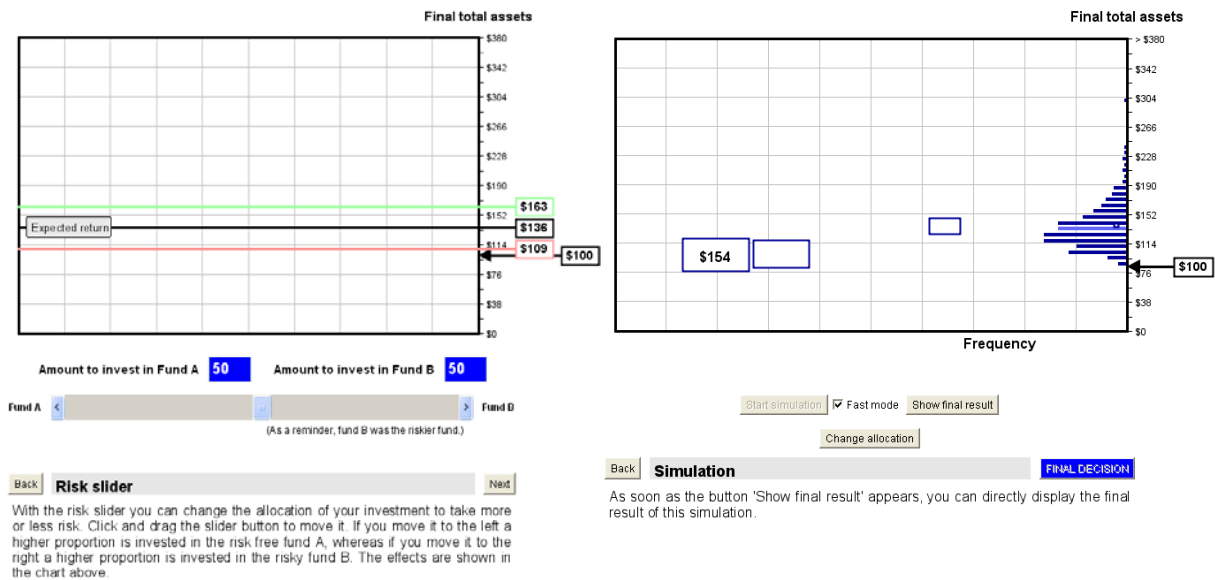 Final total assets
$380
$342
$304
$266
$228
$190
$163
$152
Expected return
$136
$114
$109
$100
$76
$38
$0
Amount to invest in Fund A 50 Amount to invest in Fund B 50
Fund A < > Fund B
(As a reminder, fund B was the riskier fund.)
Back Risk slider Next
With the risk slider you can change the allocation of your investment to take more
or less risk. Click and drag the slider button to move it. If you move it to the left a
higher proportion is invested in the risk free fund A, whereas if you move it to the
right a higher proportion is invested in the risky fund B. The effects are shown in
the chart above.
Final total assets
> $380
$342
$304
$266
$228
$190
$152
$114
$154
$100
$76
$38
$0
Frequency
Start simulation Fast mode Show final result
Change allocation
Back Simulation FINAL DECISION
As soon as the button 'Show final result' appears, you can directly display the final
result of this simulation.